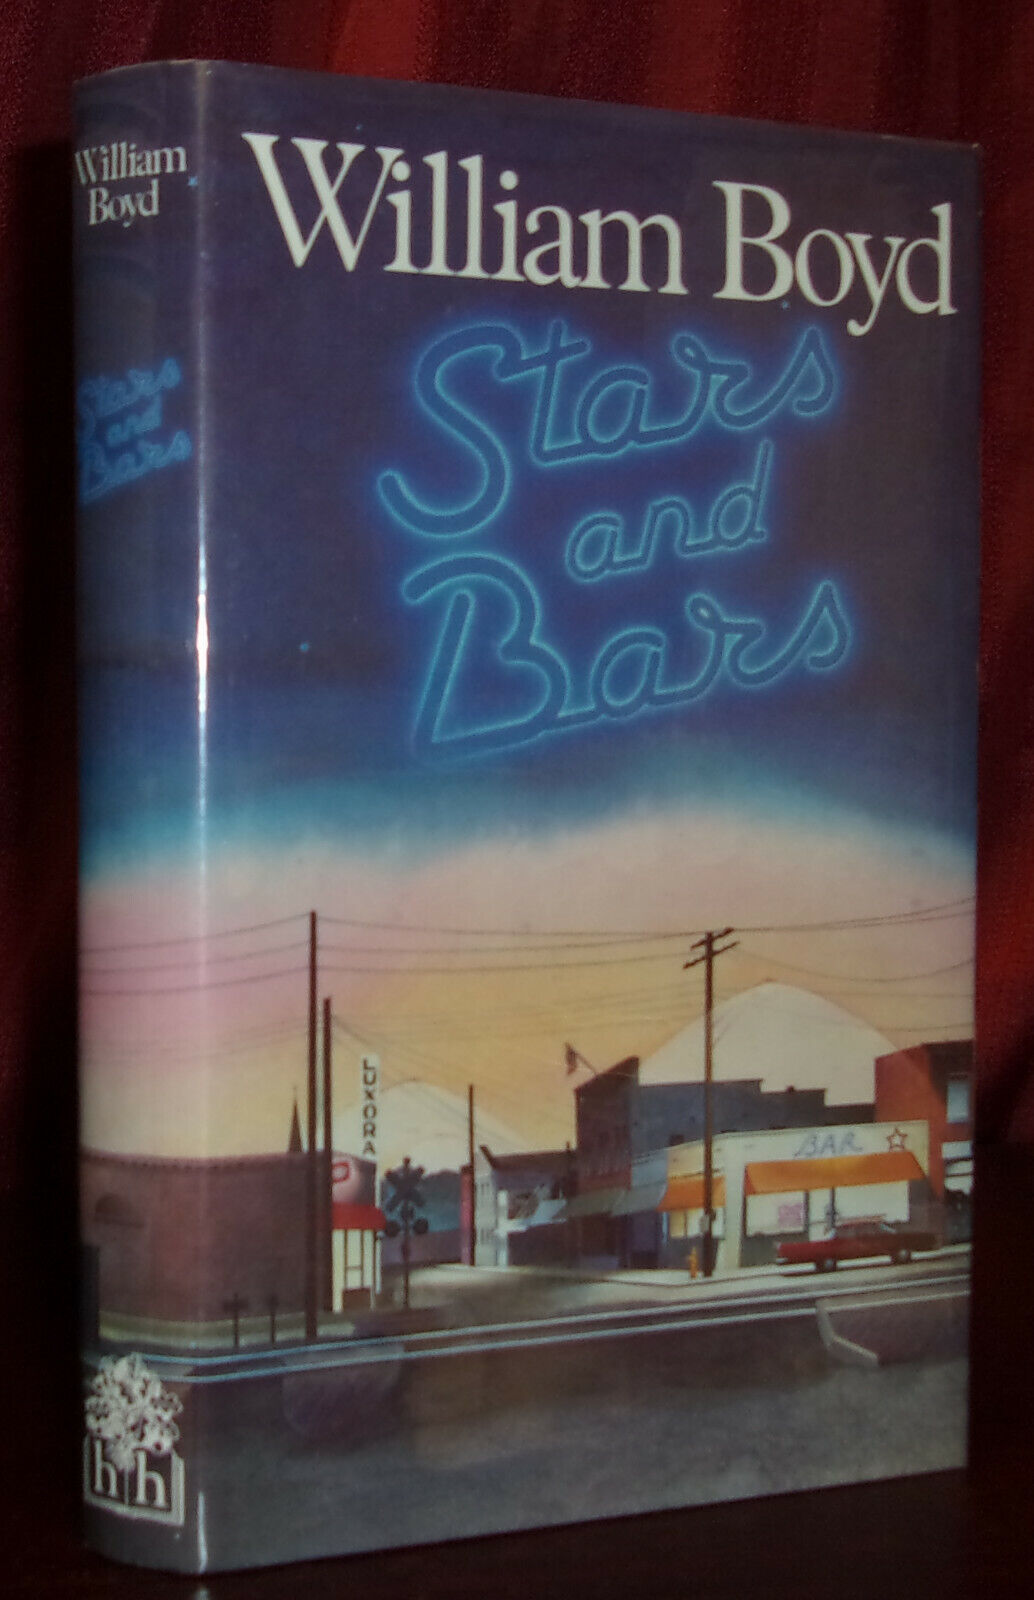 William
Boyd
Stars
and
Bars
h h
William Boyd
Stars
and
Bars
LUXORA
BAR